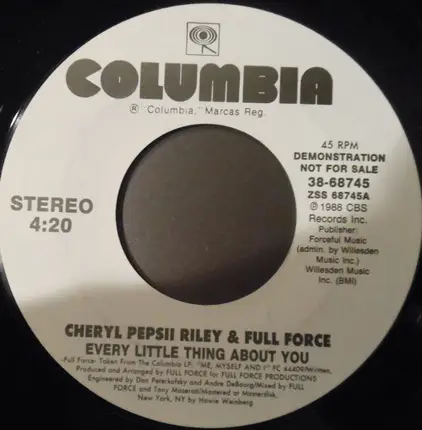 COLUMBIA
® "Columbia," Marcas Reg.
45 RPM
DEMONSTRATION
NOT FOR SALE
38-68745
ZSS 68745A
℗ 1988 CBS
Records Inc.
Publisher:
Forceful Music
(admin. by Willesden
Music Inc.)
Willesden Music
Inc. (BMI)
STEREO
4:20
CHERYL PEPSII RILEY & FULL FORCE
EVERY LITTLE THING ABOUT YOU
-Full Force- Taken From The Columbia LP: "ME, MYSELF AND I" FC 44409/Written,
Produced and Arranged by FULL FORCE for FULL FORCE PRODUCTIONS
Engineered by Don Peterkofsky and Andre DeBourg/Mixed by FULL
FORCE and Tony Maserati/Mastered at Masterdisk,
New York, NY by Howie Weinberg